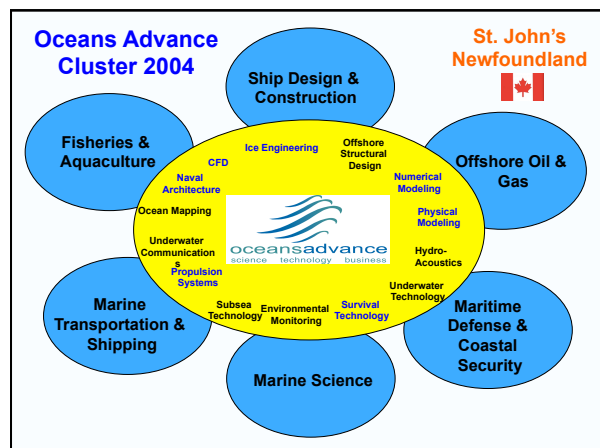 Oceans Advance
Cluster 2004
St. John's
Newfoundland
Ship Design &
Construction
Fisheries &
Aquaculture
Offshore Oil &
Gas
Ice Engineering
Offshore
Structural
Design
CFD
Naval
Architecture
Numerical
Modeling
Ocean Mapping
Physical
Modeling
oceansadvance
science technology business
Underwater
Communication
s
Hydro-
Acoustics
Propulsion
Systems
Underwater
Technology
Subsea
Technology
Environmental
Monitoring
Survival
Technology
Marine
Transportation &
Shipping
Maritime
Defense &
Coastal
Security
Marine Science